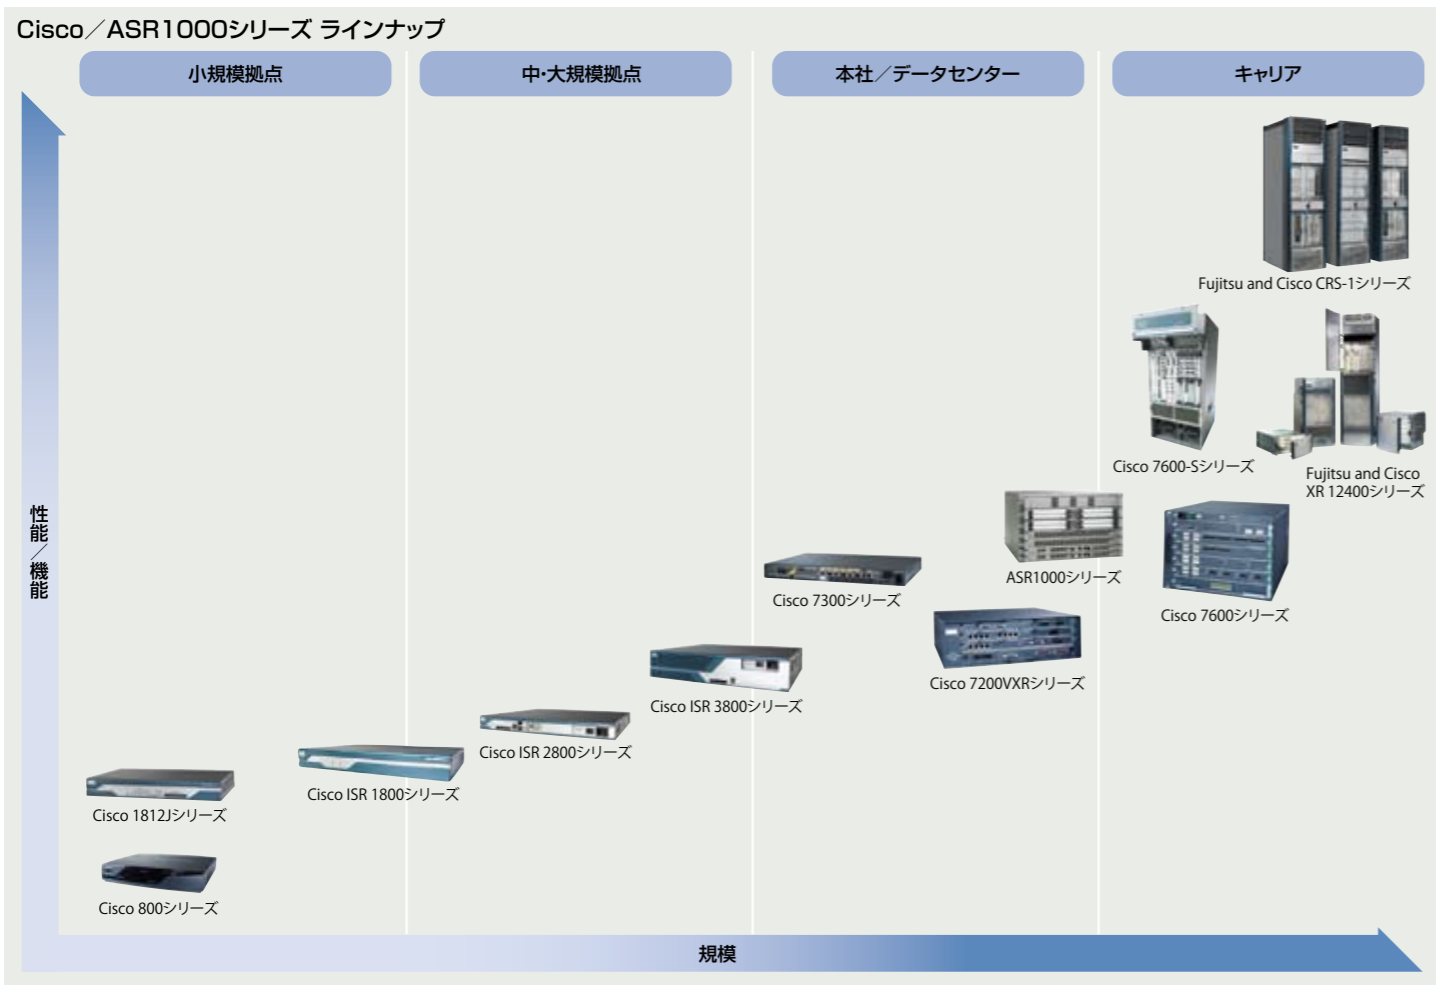 Cisco／ASR1000シリーズ ラインナップ
小規模拠点
中・大規模拠点
本社／データセンター
キャリア
Fujitsu and Cisco CRS-1シリーズ
Cisco 7600-Sシリーズ
Fujitsu and Cisco
XR 12400シリーズ
ASR1000シリーズ
Cisco 7300シリーズ
Cisco 7600シリーズ
Cisco 7200VXRシリーズ
Cisco ISR 3800シリーズ
Cisco ISR 2800シリーズ
Cisco ISR 1800シリーズ
Cisco 1812Jシリーズ
Cisco 800シリーズ
性能／機能
規模